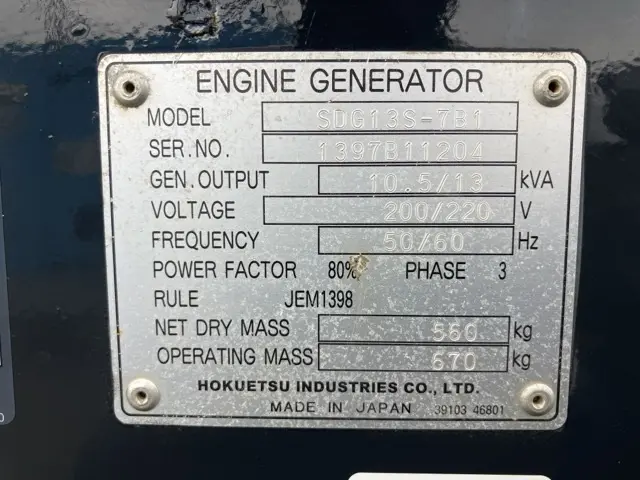 ENGINE GENERATOR
MODEL SDG13S-7B1
SER.NO. 1397B11204
GEN.OUTPUT 10.5/13 kVA
VOLTAGE 200/220 V
FREQUENCY 50/60 Hz
POWER FACTOR 80% PHASE 3
RULE JEM1398
NET DRY MASS 560 kg
OPERATING MASS 670 kg
HOKUETSU INDUSTRIES CO., LTD.
MADE IN JAPAN 39103 46801